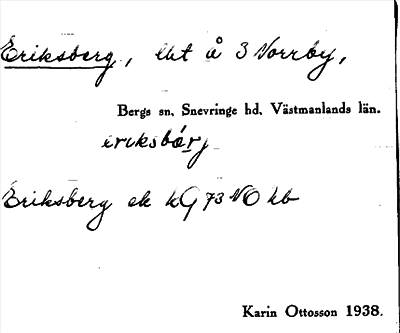 Eriksberg, lht å 3 Norrby,
Bergs sn, Snevringe hd, Västmanlands län.
eriksbärj
Eriksberg ek kG 73 NO hb
Karin Ottosson 1938.